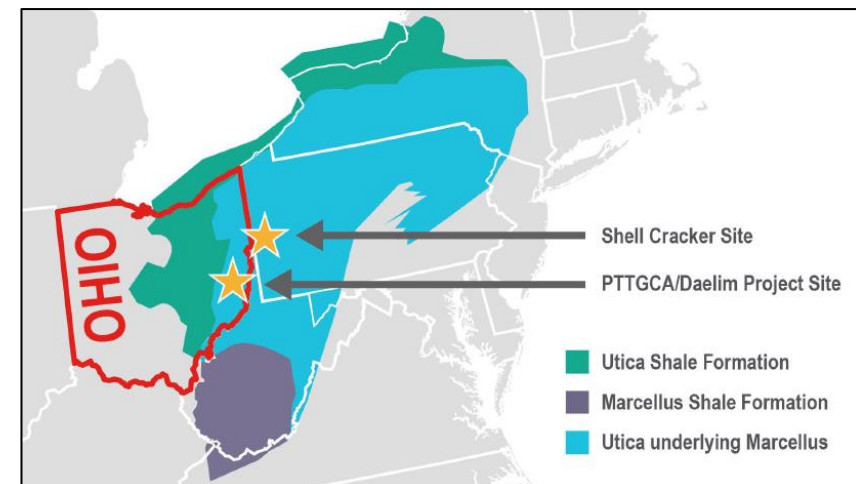 OHIO
Shell Cracker Site
PTTGCA/Daelim Project Site
Utica Shale Formation
Marcellus Shale Formation
Utica underlying Marcellus